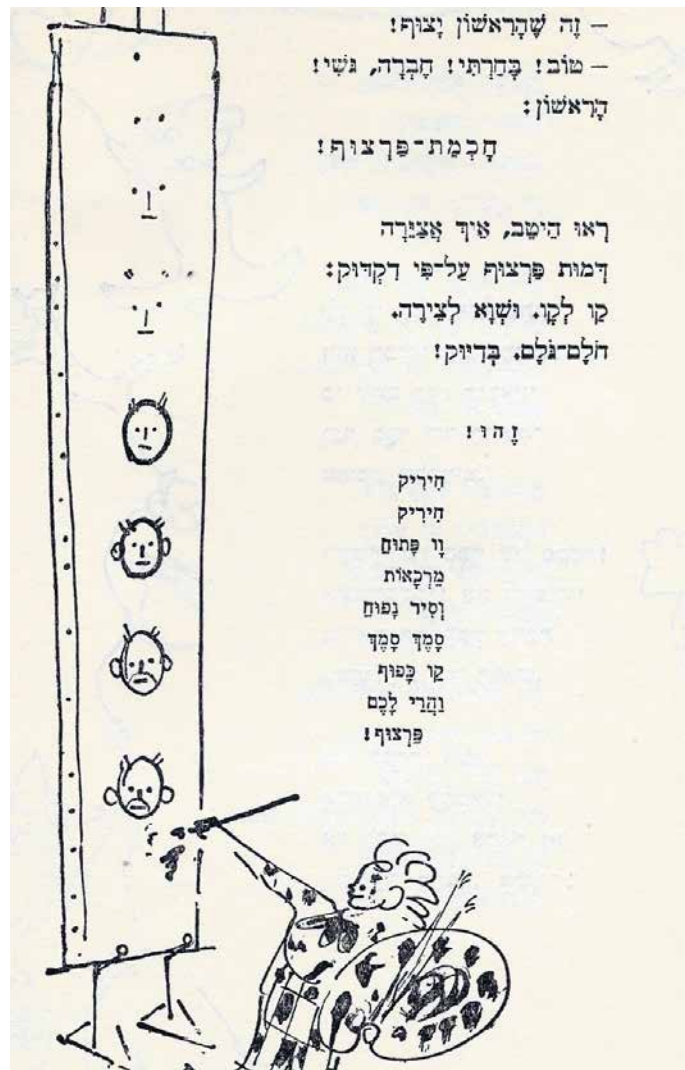 – זֶה שֶׁהָרִאשׁוֹן יָצוּף!
– טוֹב! בָּחַרְתִּי! חֶבְרָה, גֹּשִׁי!
הָרִאשׁוֹן:
חָכְמַת־פַּרְצוּף!
רְאוּ הֵיטֵב, אֵיךְ אֲצַיֵּרָה
דְּמוּת פַּרְצוּף עַל־פִּי דִקְדּוּק:
קַו לְקָו. וּשְׁוָא לְצֵירָה.
חֹלָם־גֹּלָם. בְּדִיּוּק!
זֶהוּ!
חִירִיק
חִירִיק
וָו פָּתוּחַ
מֵרְכָאוֹת
וְסִיר נָפוּחַ
סָמֶךְ סָמֶךְ
קַו כָּפוּף
וַהֲרֵי לָכֶם
פַּרְצוּף!